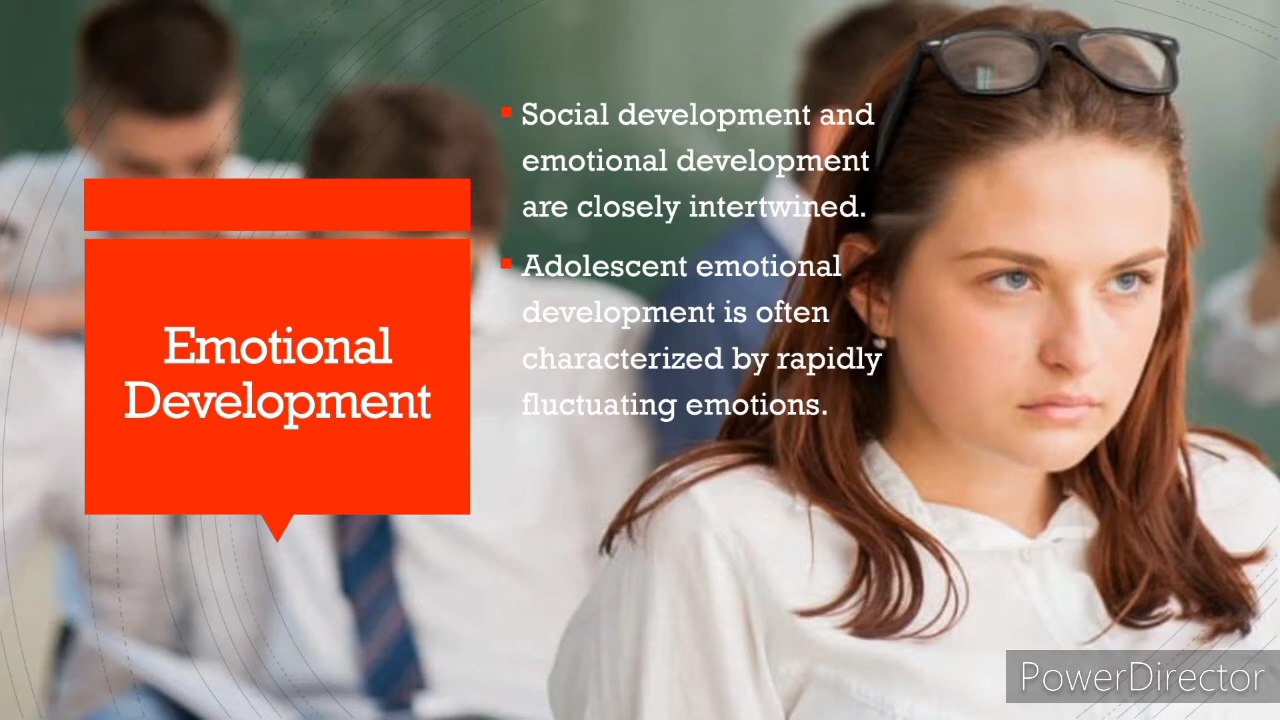 Emotional
Development
Social development and
emotional development
are closely intertwined.
Adolescent emotional
development is often
characterized by rapidly
fluctuating emotions.
PowerDirector